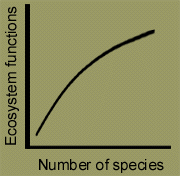 Ecosystem functions
Number of species